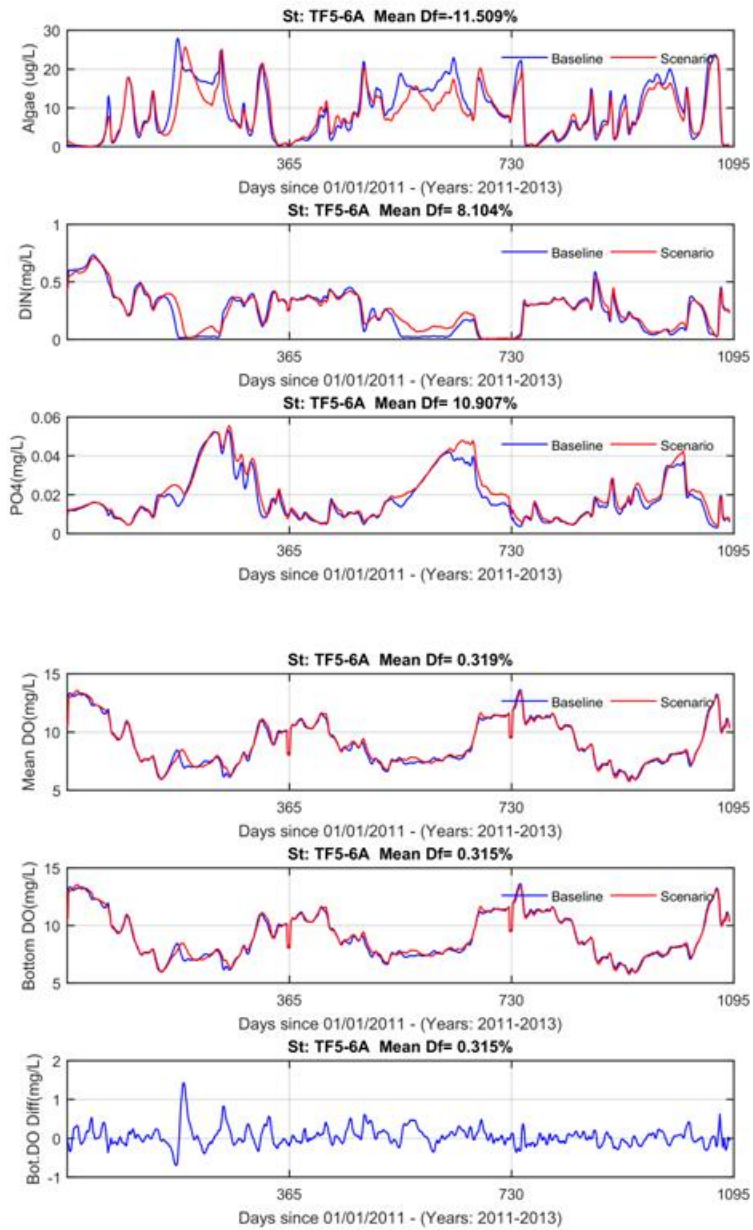 St: TF5-6A Mean Df=-11.509%
30
20
10
0
Algae (ug/L)
Baseline
Scenario
365
730
1095
Days since 01/01/2011 - (Years: 2011-2013)
St: TF5-6A Mean Df= 8.104%
1
0.5
0
DIN(mg/L)
Baseline
Scenario
365
730
1095
Days since 01/01/2011 - (Years: 2011-2013)
St: TF5-6A Mean Df= 10.907%
0.06
0.04
0.02
0
PO4(mg/L)
Baseline
Scenario
365
730
1095
Days since 01/01/2011 - (Years: 2011-2013)
St: TF5-6A Mean Df= 0.319%
15
10
5
Mean DO(mg/L)
Baseline
Scenario
365
730
1095
Days since 01/01/2011 - (Years: 2011-2013)
St: TF5-6A Mean Df= 0.315%
15
10
5
Bottom DO(mg/L)
Baseline
Scenario
365
730
1095
Days since 01/01/2011 - (Years: 2011-2013)
St: TF5-6A Mean Df= 0.315%
2
1
0
-1
Bot.DO Diff(mg/L)
365
730
1095
Days since 01/01/2011 - (Years: 2011-2013)